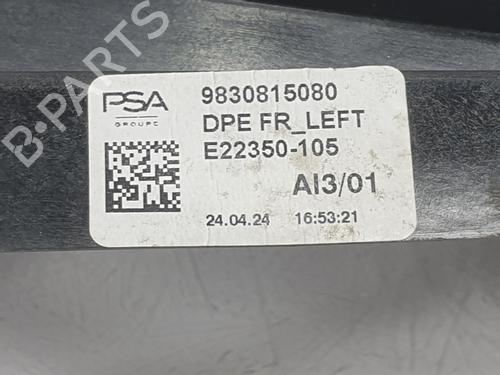 PSA
GROUPE
9830815080
DPE FR_LEFT
E22350-105
AI3/01
24.04.24 16:53:21
B-Parts